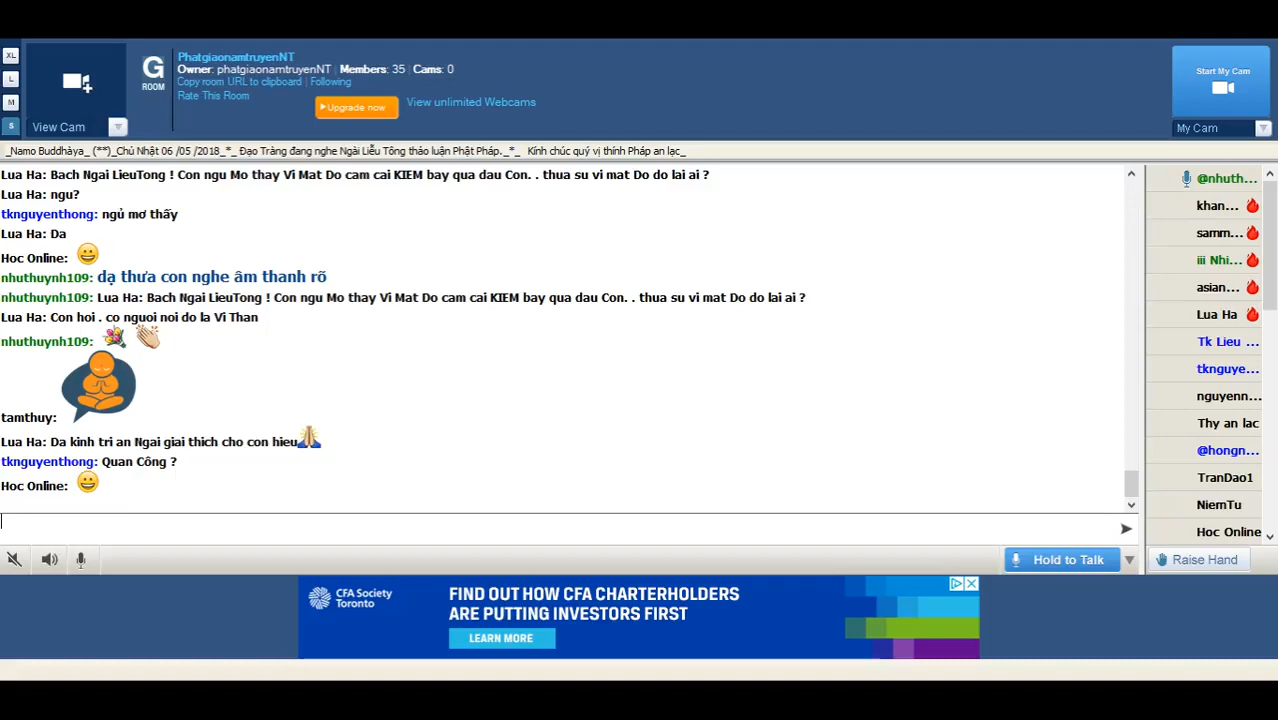 XL
L
M
S
View Cam
G
ROOM
PhatgiaonamtruyenNT
Owner: phatgiaonamtruyenNT | Members: 35 | Cams: 0
Copy room URL to clipboard | Following
Rate This Room
Upgrade now
View unlimited Webcams
Start My Cam
My Cam
_Namo Buddhàya_ (**)_Chủ Nhật 06 /05 /2018_*_ Đạo Tràng đang nghe Ngài Liễu Tông thảo luận Phật Pháp._*_ Kính chúc quý vị thính Pháp an lạc_
Lua Ha: Bach Ngai LieuTong ! Con ngu Mo thay Vi Mat Do cam cai KIEM bay qua dau Con. . thua su vi mat Do do lai ai ?
Lua Ha: ngu?
tknguyenthong: ngủ mơ thấy
Lua Ha: Da
Hoc Online:
nhuthuynh109: dạ thưa con nghe âm thanh rõ
nhuthuynh109: Lua Ha: Bach Ngai LieuTong ! Con ngu Mo thay Vi Mat Do cam cai KIEM bay qua dau Con. . thua su vi mat Do do lai ai ?
Lua Ha: Con hoi . co nguoi noi do la Vi Than
nhuthuynh109:
tamthuy:
Lua Ha: Da kinh tri an Ngai giai thich cho con hieu
tknguyenthong: Quan Công ?
Hoc Online:
@nhuth...
khan...
samm...
iii Nhi...
asian...
Lua Ha
Tk Lieu ...
tknguye...
nguyenn...
Thy an lac
@hongn...
TranDao1
NiemTu
Hoc Online
Hold to Talk
Raise Hand
CFA Society
Toronto
FIND OUT HOW CFA CHARTERHOLDERS
ARE PUTTING INVESTORS FIRST
LEARN MORE